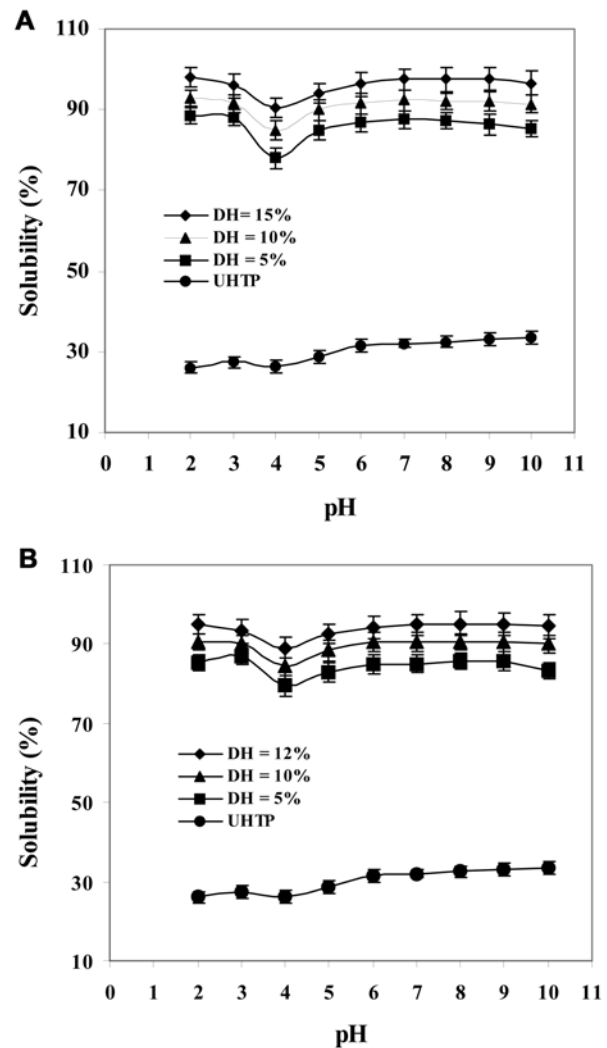 A
110
90
70
50
30
10
Solubility (%)
DH= 15%
DH = 10%
DH = 5%
UHTP
0 1 2 3 4 5 6 7 8 9 10 11
pH
B
110
90
70
50
30
10
Solubility (%)
DH = 12%
DH = 10%
DH = 5%
UHTP
0 1 2 3 4 5 6 7 8 9 10 11
pH